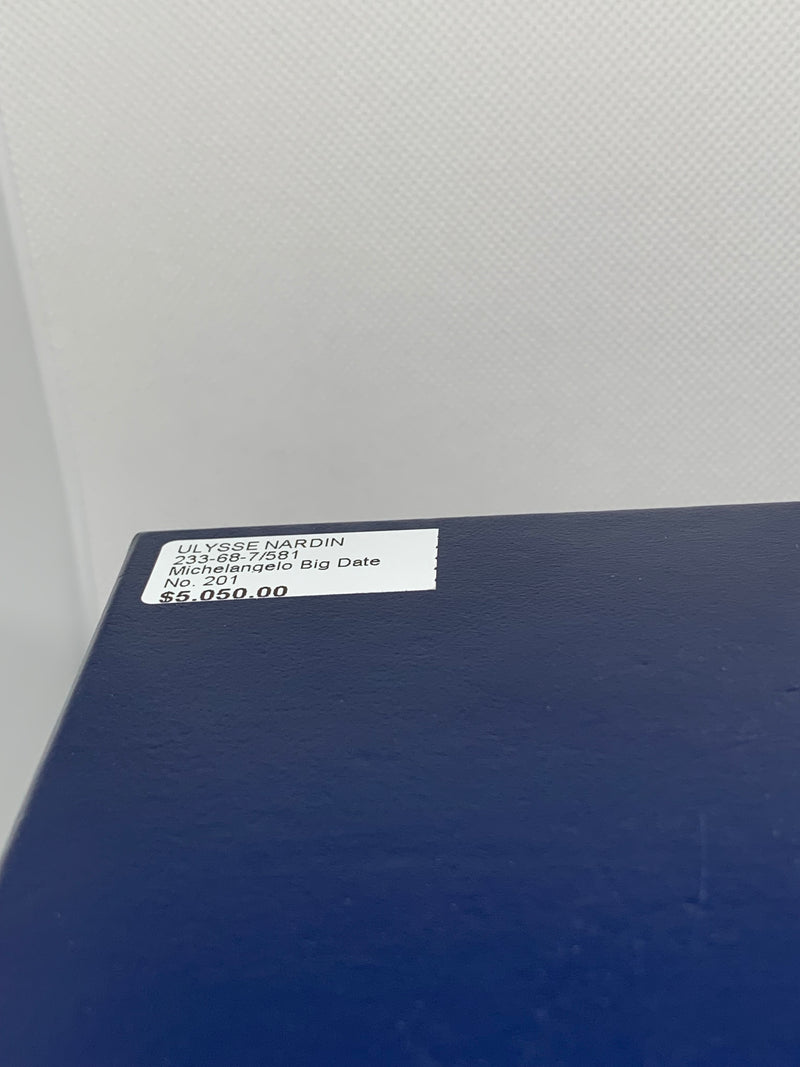 ULYSSE NARDIN
233-68-7/581
Michelangelo Big Date
No. 201
$5,050.00